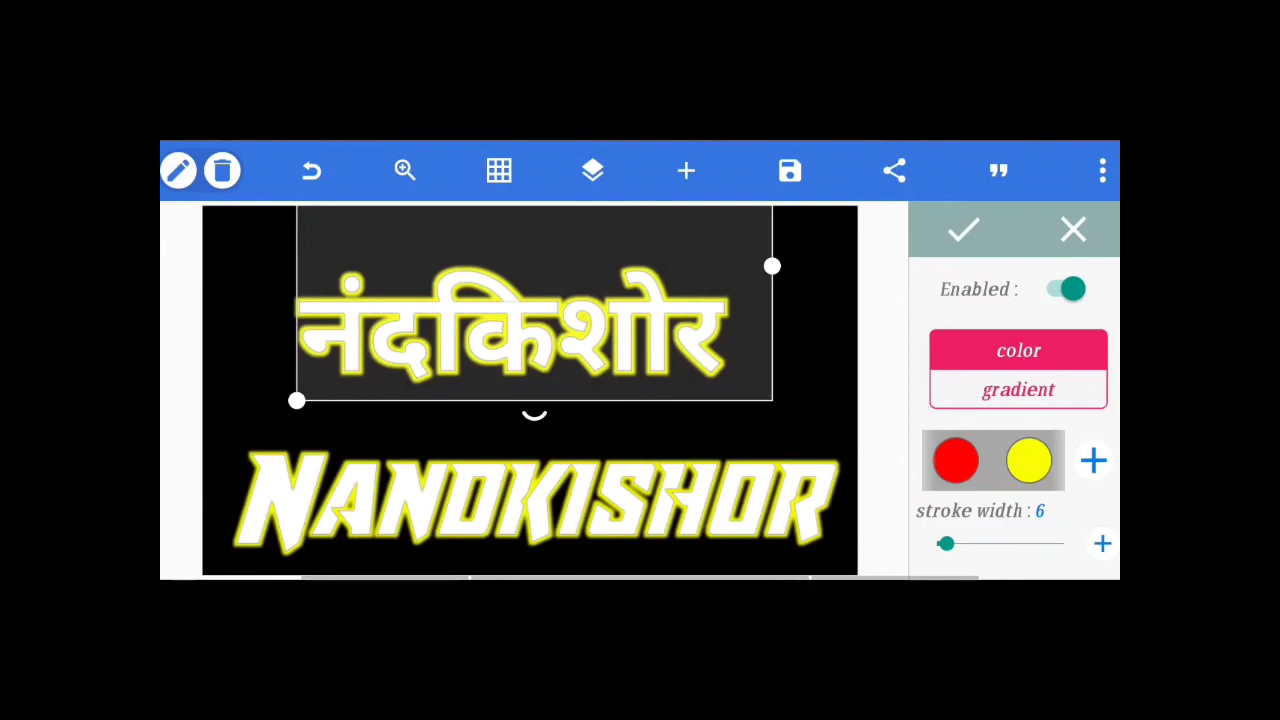 नंदकिशोर
NANDKISHOR
Enabled :
color
gradient
stroke width : 6